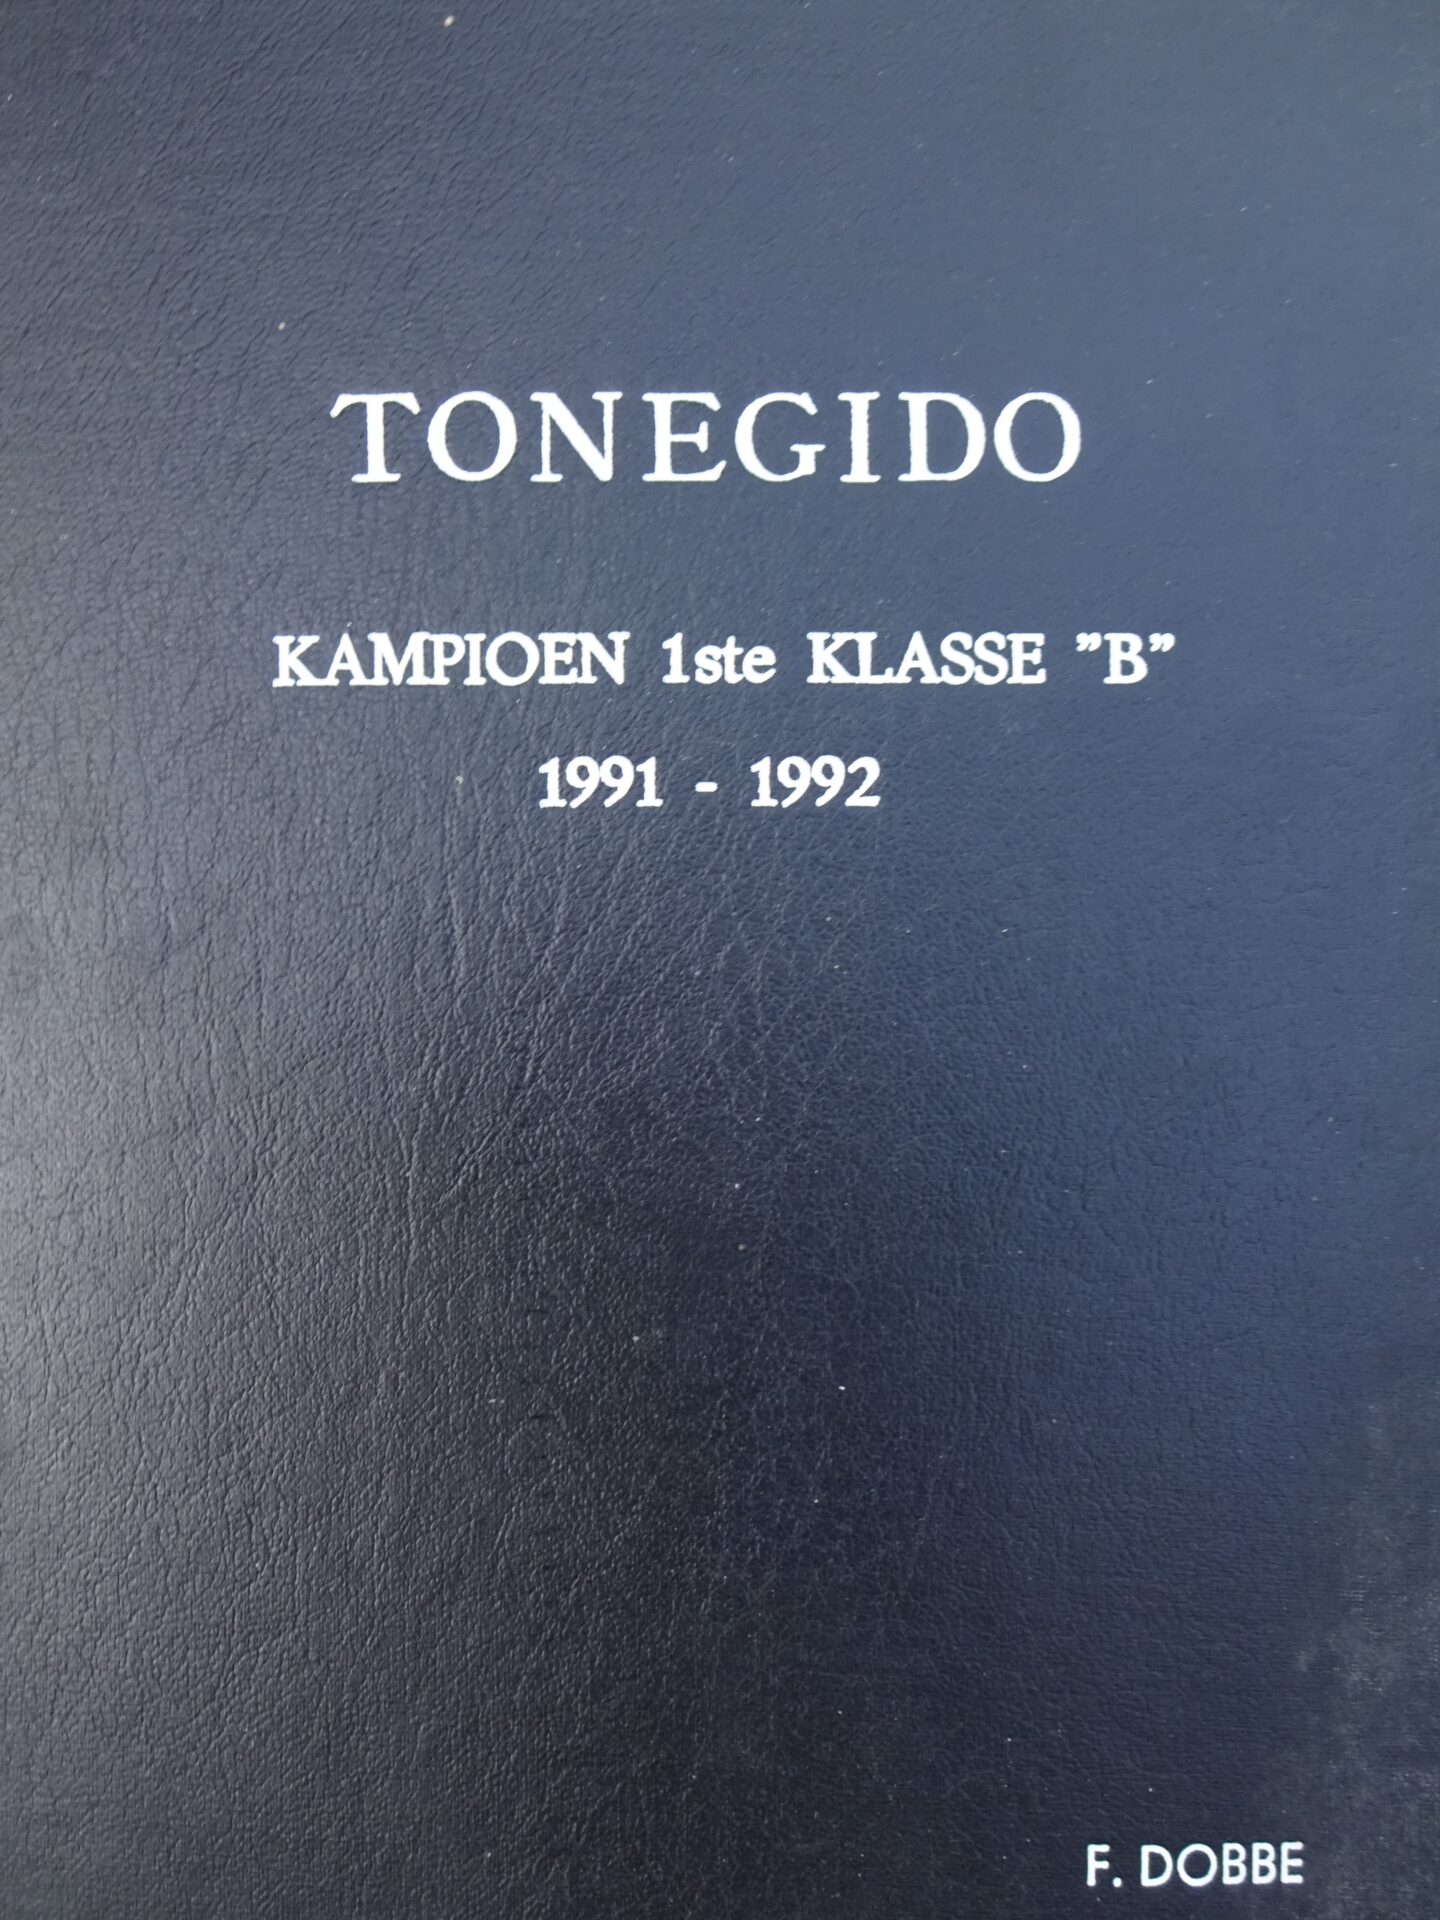 TONEGIDO
KAMPIOEN 1ste KLASSE ”B”
1991 - 1992
F. DOBBE